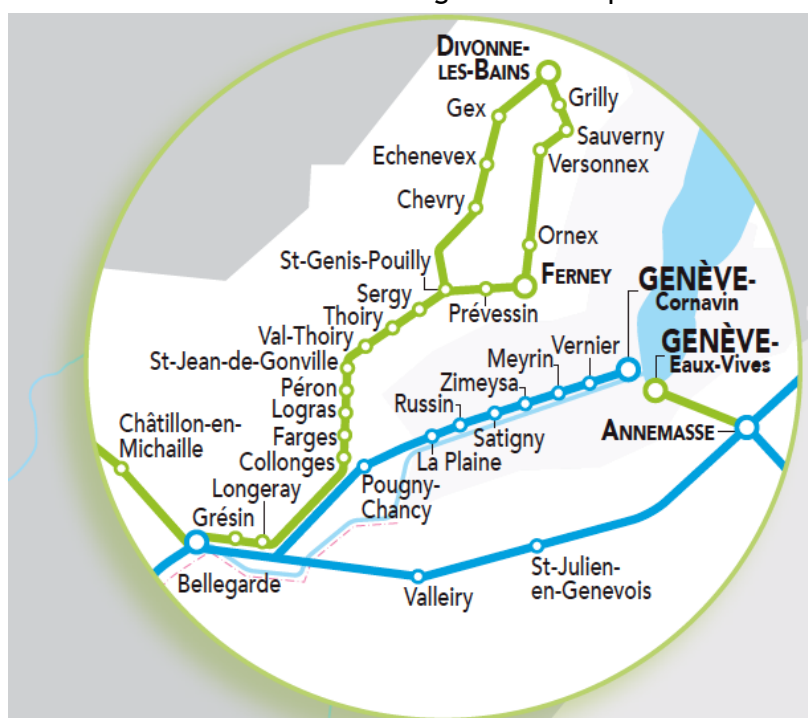 DIVONNE-
LES-BAINS
Gex
Grilly
Sauverny
Echenevex
Versonnex
Chevry
Ornex
St-Genis-Pouilly
FERNEY
Sergy
Prévessin
GENÈVE-
Cornavin
Thoiry
Val-Thoiry
Vernier
GENÈVE-
Eaux-Vives
St-Jean-de-Gonville
Meyrin
Péron
Zimeysa
Logras
Russin
Châtillon-en-
Michaille
Farges
Satigny
ANNEMASSE
Collonges
La Plaine
Longeray
Pougny-
Chancy
Grésin
Bellegarde
Valleiry
St-Julien-
en-Genevois